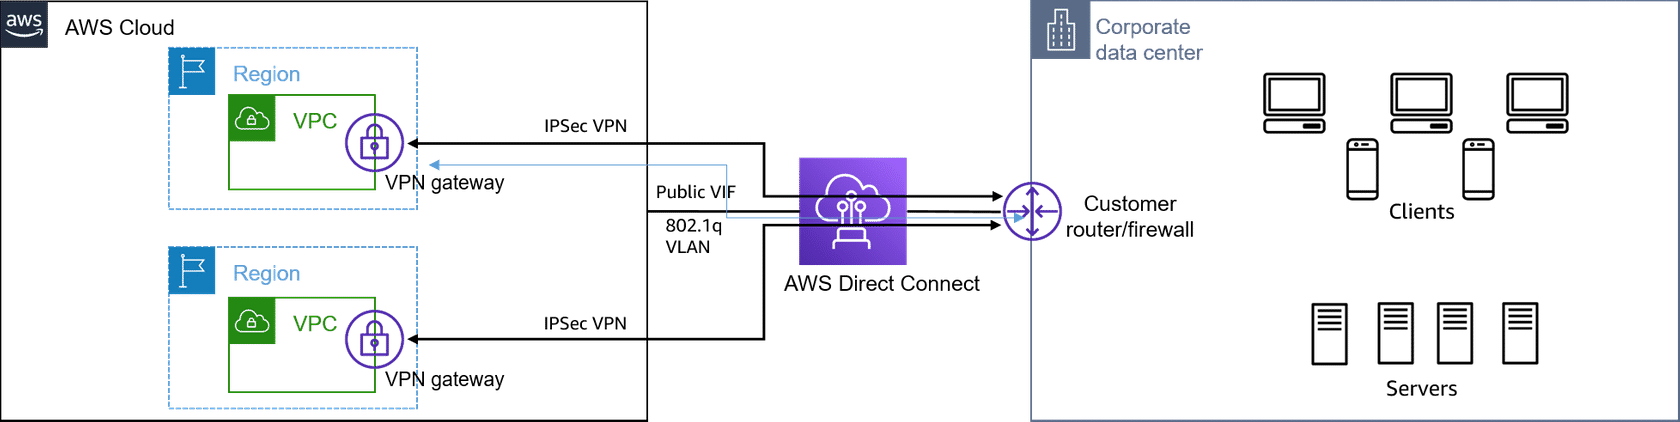 aws
AWS Cloud
Region
VPC
VPN gateway
IPSec VPN
Public VIF
802.1q
VLAN
Region
VPC
VPN gateway
IPSec VPN
AWS Direct Connect
Corporate
data center
Customer
router/firewall
Clients
Servers